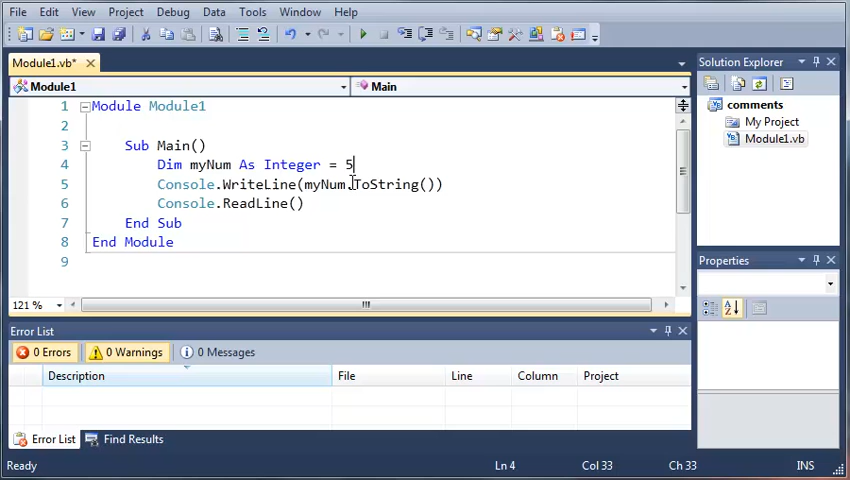 File Edit View Project Debug Data Tools Window Help
Module1.vb*
Solution Explorer
Module1 Main
1 Module Module1
2
3 Sub Main()
4 Dim myNum As Integer = 5
5 Console.WriteLine(myNum.ToString())
6 Console.ReadLine()
7 End Sub
8 End Module
9
121 %
comments
My Project
Module1.vb
Properties
Error List
0 Errors 0 Warnings 0 Messages
Description File Line Column Project
Error List Find Results
Ready Ln 4 Col 33 Ch 33 INS